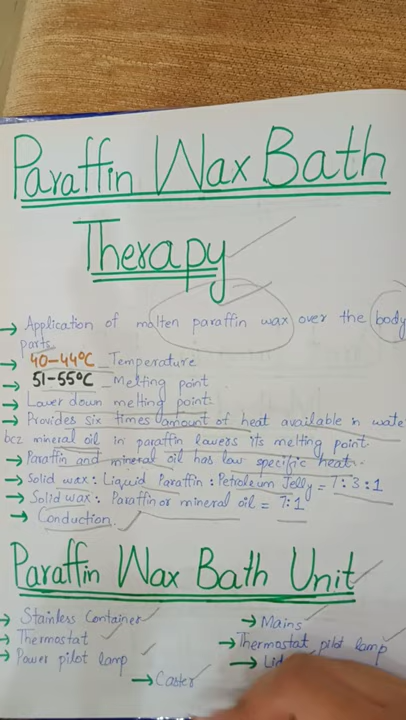 Paraffin Wax Bath
Therapy
→ Application of molten paraffin wax over the body
parts.
→ 40-44°C - Temperature
→ 51-55°C - Melting point
→ Lower down melting point
→ Provides six times amount of heat available in wate
bcz mineral oil in paraffin lowers its melting point
→ Paraffin and mineral oil has low specific heat.
→ Solid wax : Liquid Paraffin : Petroleum Jelly = 7 : 3 : 1
→ Solid wax : Paraffin or mineral oil = 7:1
→ Conduction
Paraffin Wax Bath Unit
→ Stainless Container → Mains
→ Thermostat → Thermostat pilot lamp
→ Power pilot lamp → Lid
→ Caster